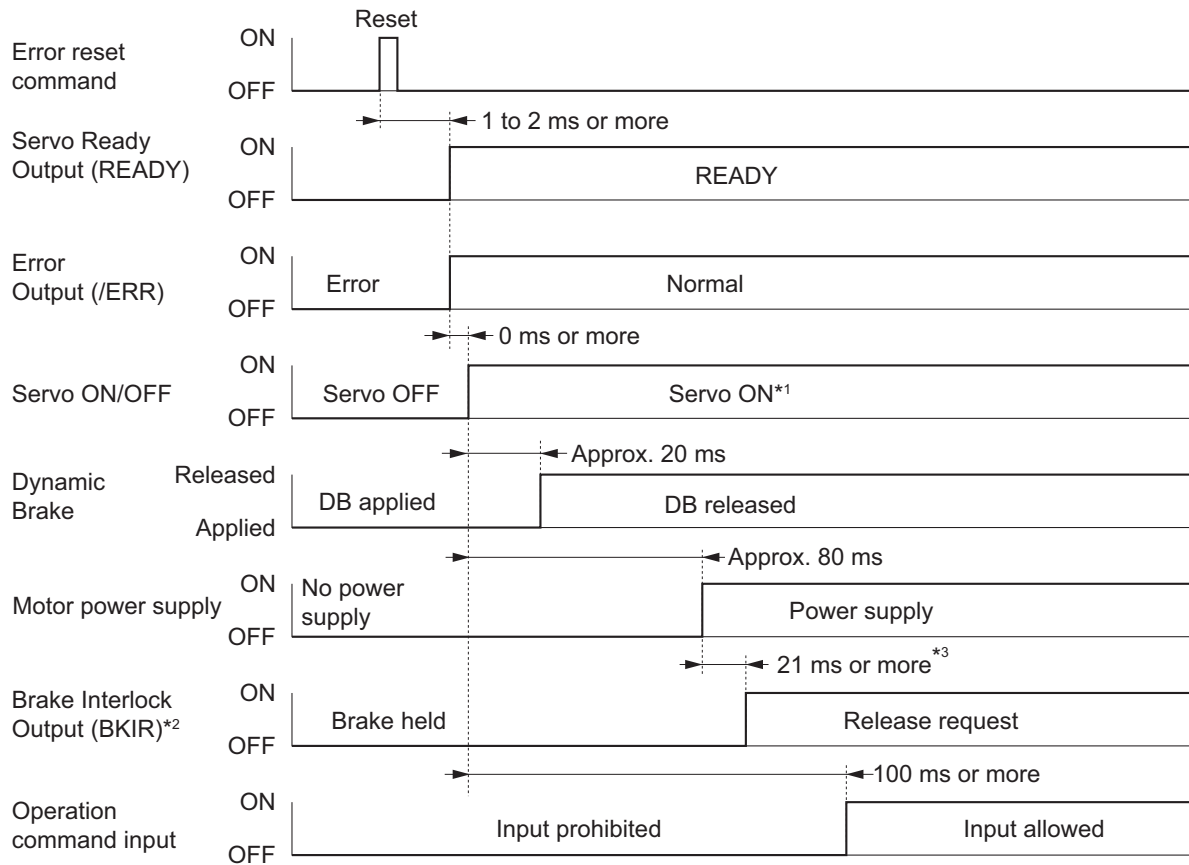 Reset
Error reset
command
ON
OFF
1 to 2 ms or more
Servo Ready
Output (READY)
ON
OFF
READY
Error
Output (/ERR)
ON
OFF
Error
Normal
0 ms or more
Servo ON/OFF
ON
OFF
Servo OFF
Servo ON*1
Approx. 20 ms
Dynamic
Brake
Released
Applied
DB applied
DB released
Approx. 80 ms
Motor power supply
ON
OFF
No power
supply
Power supply
21 ms or more*3
Brake Interlock
Output (BKIR)*2
ON
OFF
Brake held
Release request
100 ms or more
Operation
command input
ON
OFF
Input prohibited
Input allowed